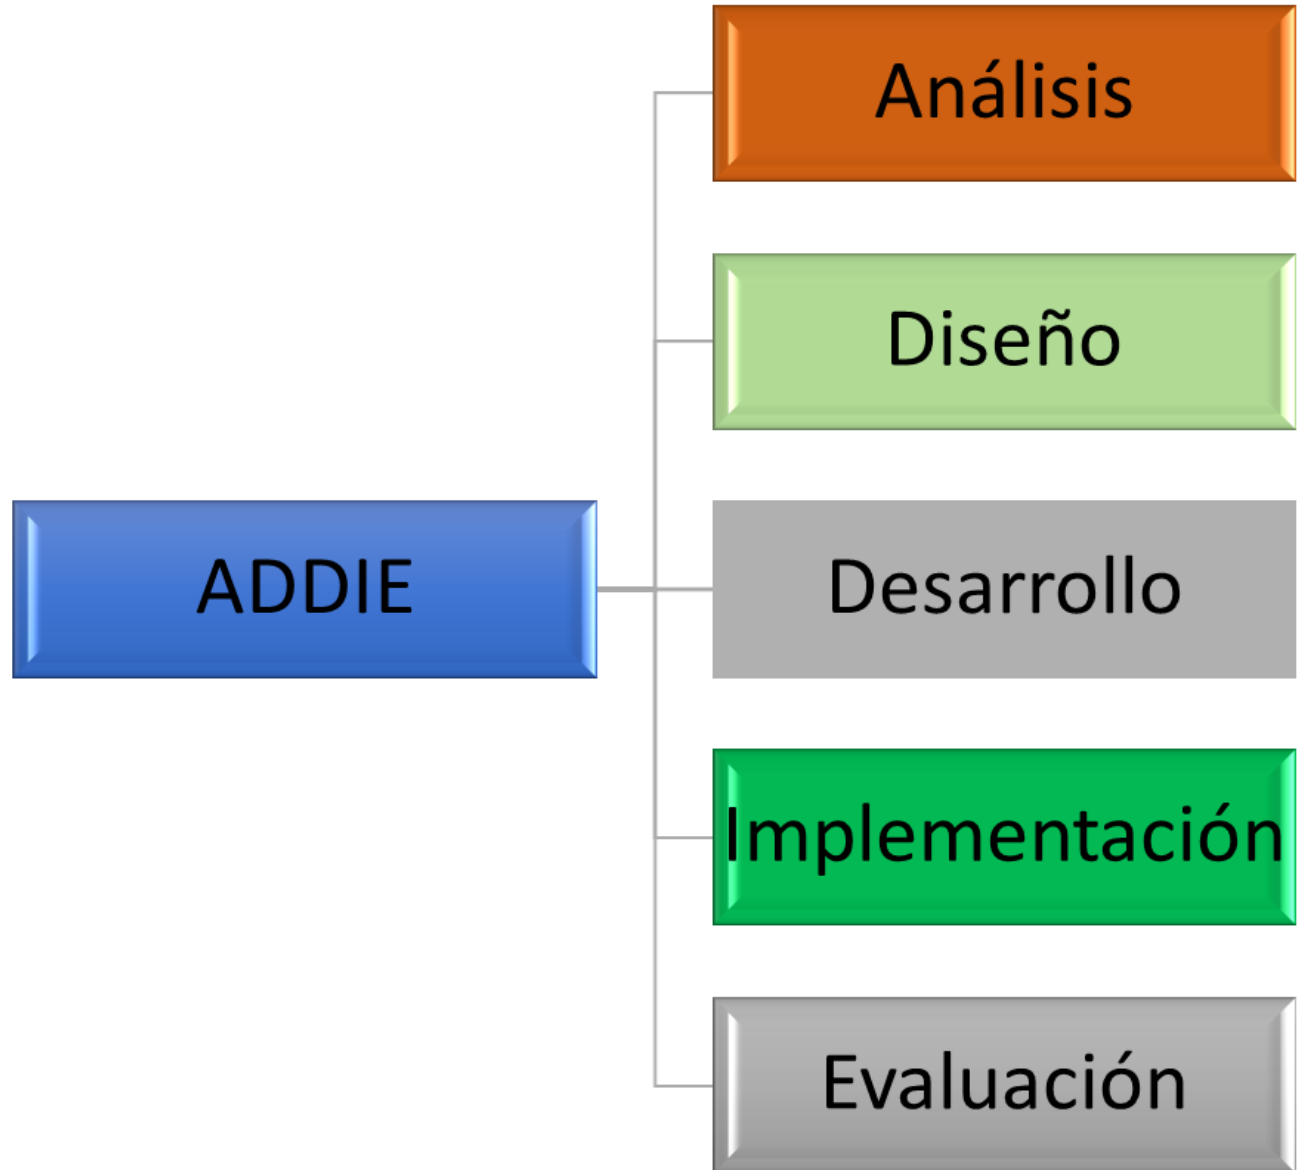 Análisis
Diseño
ADDIE
Desarrollo
Implementación
Evaluación